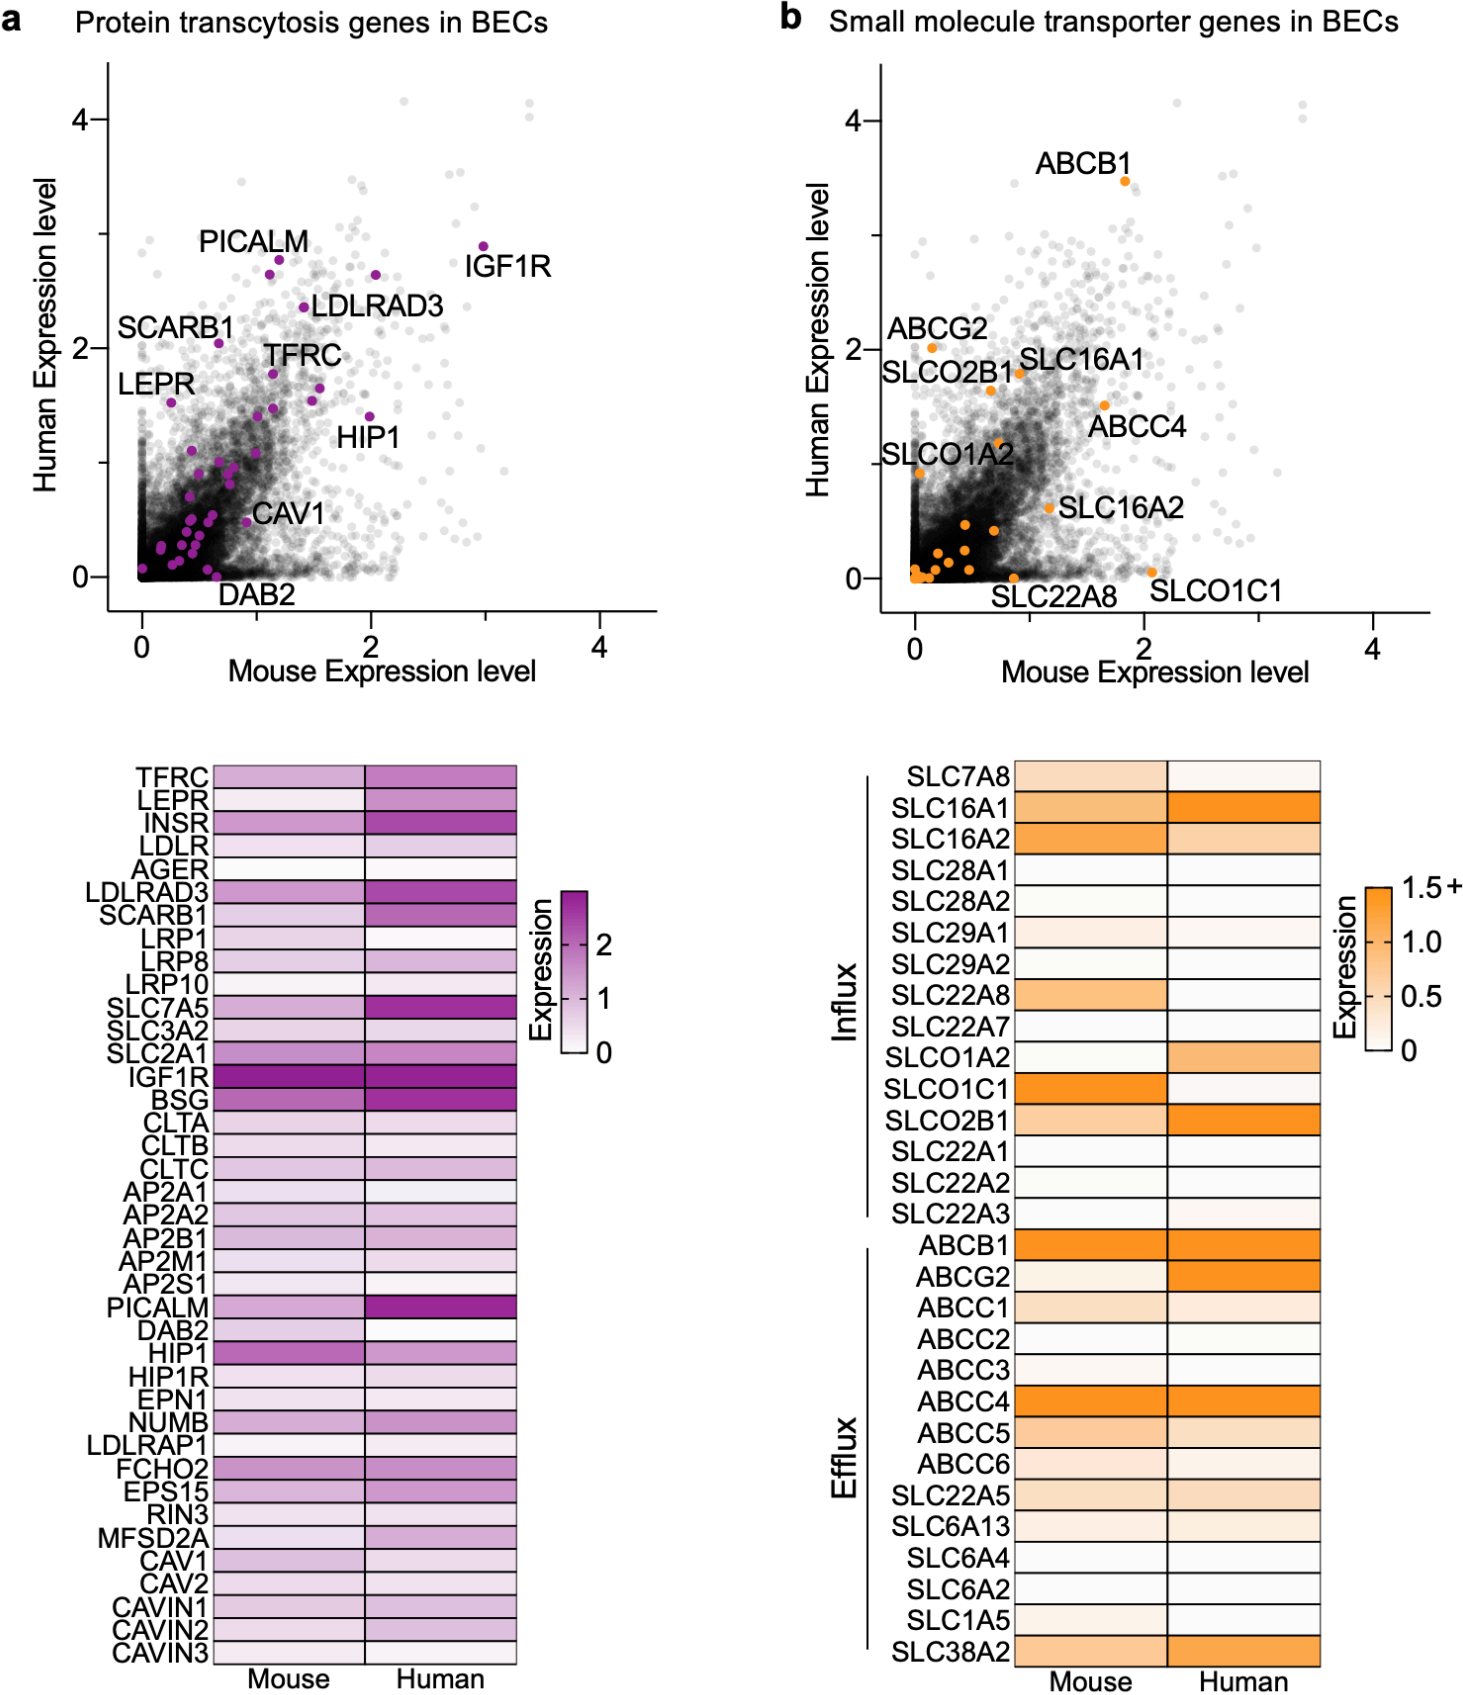 a Protein transcytosis genes in BECs
4
2
0
Human Expression level
PICALM
IGF1R
LDLRAD3
SCARB1
TFRC
LEPR
HIP1
CAV1
DAB2
0 2 4
Mouse Expression level
b Small molecule transporter genes in BECs
4
2
0
Human Expression level
ABCB1
ABCG2
SLC16A1
SLCO2B1
ABCC4
SLCO1A2
SLC16A2
SLC22A8
SLCO1C1
0 2 4
Mouse Expression level
TFRC
LEPR
INSR
LDLR
AGER
LDLRAD3
SCARB1
LRP1
LRP8
LRP10
SLC7A5
SLC3A2
SLC2A1
IGF1R
BSG
CLTA
CLTB
CLTC
AP2A1
AP2A2
AP2B1
AP2M1
AP2S1
PICALM
DAB2
HIP1
HIP1R
EPN1
NUMB
LDLRAP1
FCHO2
EPS15
RIN3
MFSD2A
CAV1
CAV2
CAVIN1
CAVIN2
CAVIN3
Mouse Human
Expression
2
1
0
Influx
SLC7A8
SLC16A1
SLC16A2
SLC28A1
SLC28A2
SLC29A1
SLC29A2
SLC22A8
SLC22A7
SLCO1A2
SLCO1C1
SLCO2B1
SLC22A1
SLC22A2
SLC22A3
Efflux
ABCB1
ABCG2
ABCC1
ABCC2
ABCC3
ABCC4
ABCC5
ABCC6
SLC22A5
SLC6A13
SLC6A4
SLC6A2
SLC1A5
SLC38A2
Mouse Human
Expression
1.5+
1.0
0.5
0